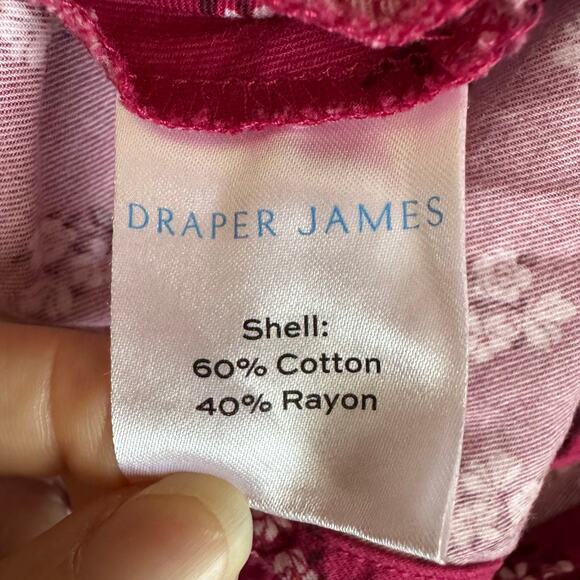 DRAPER JAMES
Shell:
60% Cotton
40% Rayon